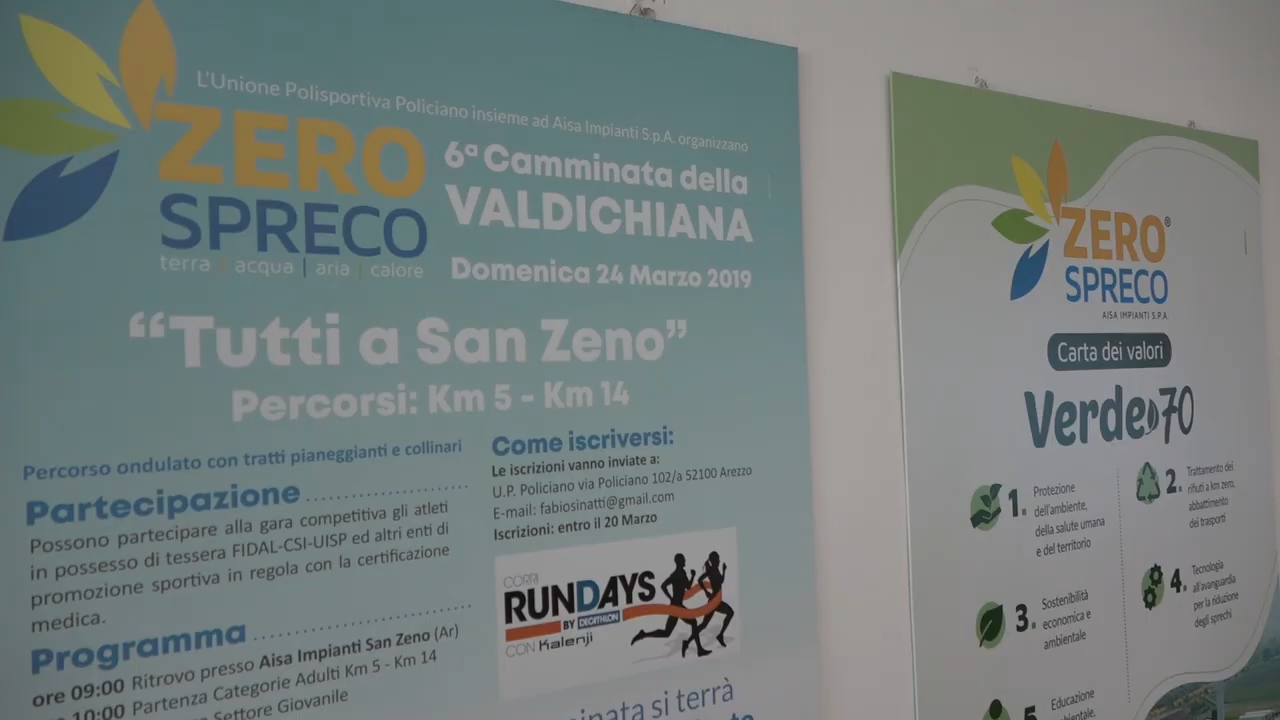 L'Unione Polisportiva Policiano insieme ad Aisa Impianti S.p.A. organizzano
ZERO
SPRECO
terra | acqua | aria | calore
6ª Camminata della
VALDICHIANA
Domenica 24 Marzo 2019
"Tutti a San Zeno"
Percorsi: Km 5 - Km 14
Percorso ondulato con tratti pianeggianti e collinari
Partecipazione
Possono partecipare alla gara competitiva gli atleti
in possesso di tessera FIDAL-CSI-UISP ed altri enti di
promozione sportiva in regola con la certificazione
medica.
Programma
ore 09:00 Ritrovo presso Aisa Impianti San Zeno (Ar)
10:00 Partenza Categorie Adulti Km 5 - Km 14
Settore Giovanile
Come iscriversi:
Le iscrizioni vanno inviate a:
U.P. Policiano via Policiano 102/a 52100 Arezzo
E-mail: fabiosinatti@gmail.com
Iscrizioni: entro il 20 Marzo
CORRI
RUNDAYS
BY DECATHLON
CON Kalenji
si terrà
ZERO®
SPRECO
AISA IMPIANTI S.P.A.
Carta dei valori
Verde70
1. Protezione
dell'ambiente,
della salute umana
e del territorio
2. Trattamento dei
rifiuti a km zero,
abbattimento
dei trasporti
3. Sostenibilità
economica e
ambientale
4. Tecnologia
all'avanguardia
per la riduzione
degli sprechi
5. Educazione